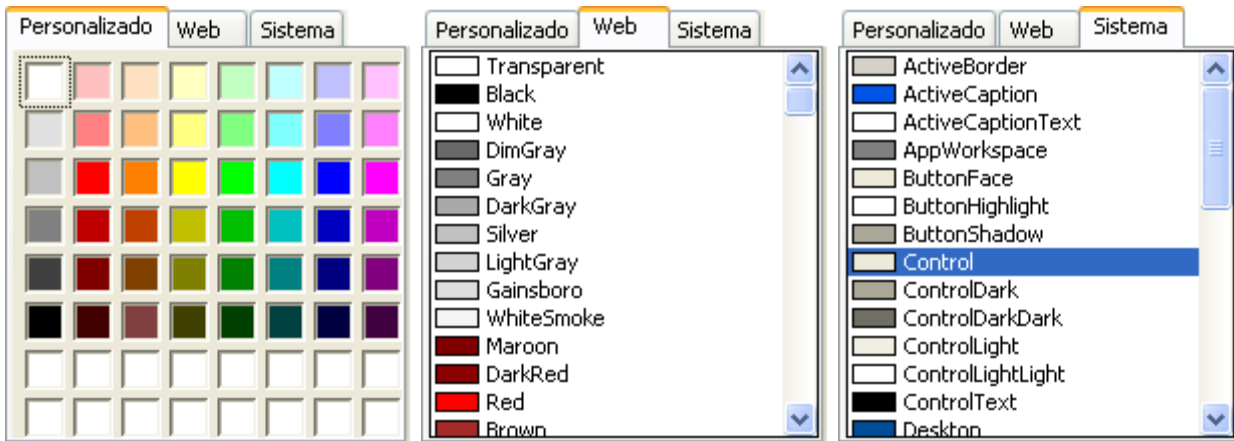 Personalizado Web Sistema
Personalizado Web Sistema
Transparent
Black
White
DimGray
Gray
DarkGray
Silver
LightGray
Gainsboro
WhiteSmoke
Maroon
DarkRed
Red
Brown
Personalizado Web Sistema
ActiveBorder
ActiveCaption
ActiveCaptionText
AppWorkspace
ButtonFace
ButtonHighlight
ButtonShadow
Control
ControlDark
ControlDarkDark
ControlLight
ControlLightLight
ControlText
Desktop